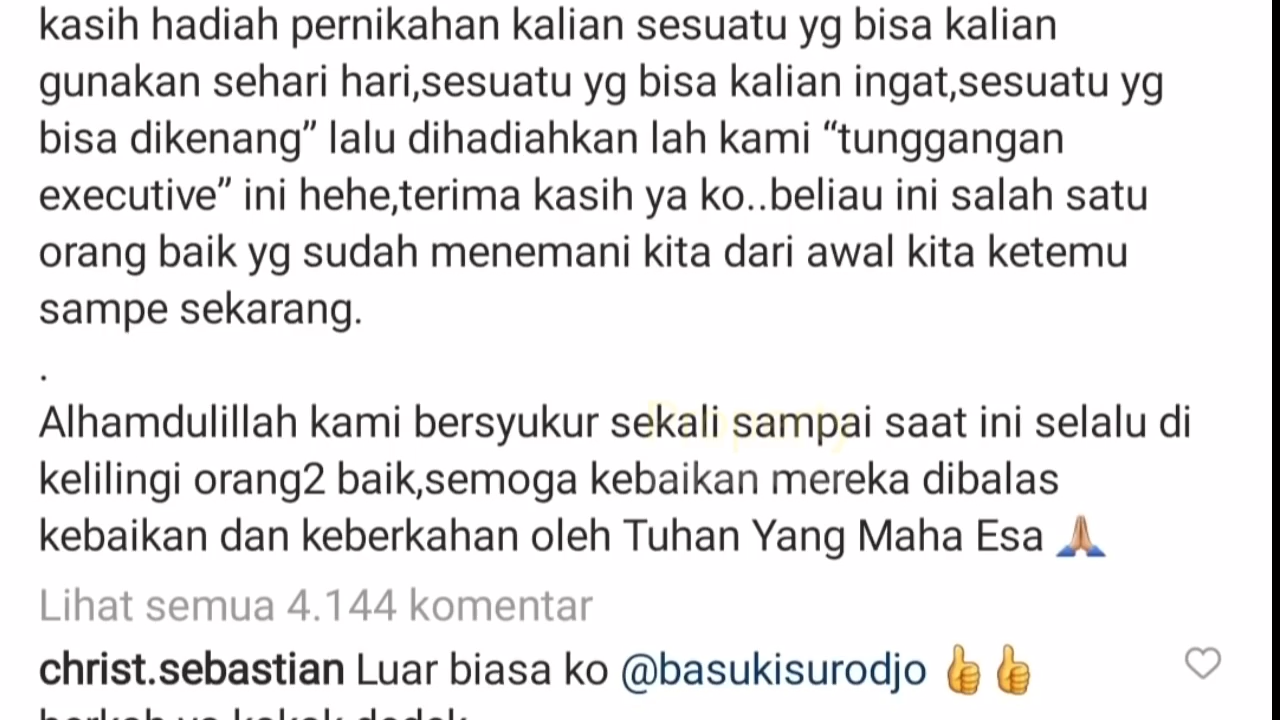 kasih hadiah pernikahan kalian sesuatu yg bisa kalian
gunakan sehari hari,sesuatu yg bisa kalian ingat,sesuatu yg
bisa dikenang” lalu dihadiahkan lah kami “tunggangan
executive” ini hehe,terima kasih ya ko..beliau ini salah satu
orang baik yg sudah menemani kita dari awal kita ketemu
sampe sekarang.
.
Alhamdulillah kami bersyukur sekali sampai saat ini selalu di
kelilingi orang2 baik,semoga kebaikan mereka dibalas
kebaikan dan keberkahan oleh Tuhan Yang Maha Esa 🙏
Lihat semua 4.144 komentar
christ.sebastian Luar biasa ko @basukisurodjo 👍👍